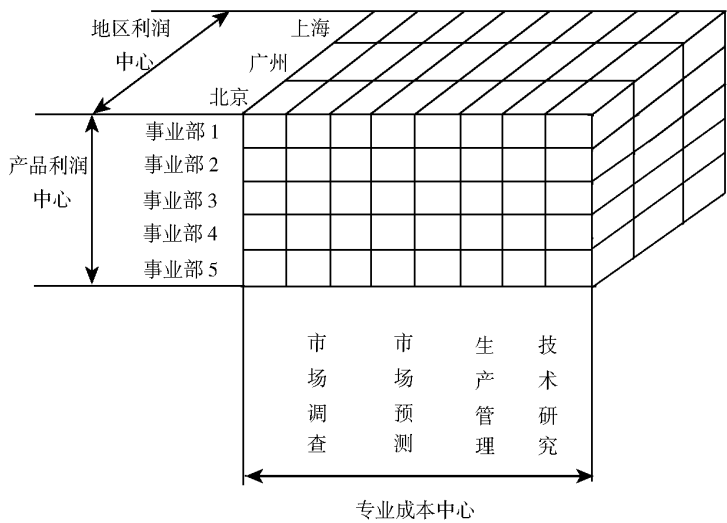 地区利润
中心
上海
广州
北京
产品利润
中心
事业部 1
事业部 2
事业部 3
事业部 4
事业部 5
市场调查
市场预测
生产管理
技术研究
专业成本中心